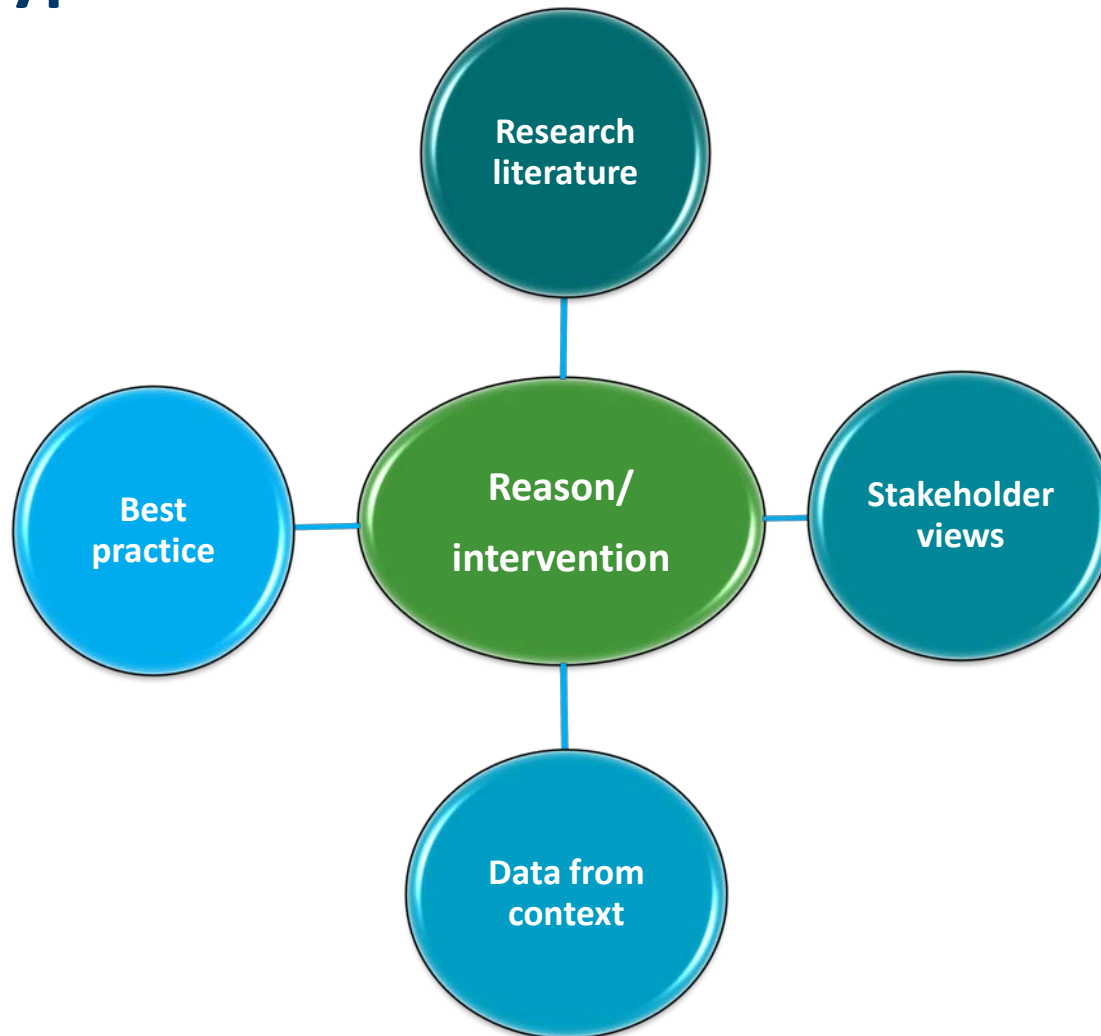 Research
literature
Best
practice
Reason/
intervention
Stakeholder
views
Data from
context